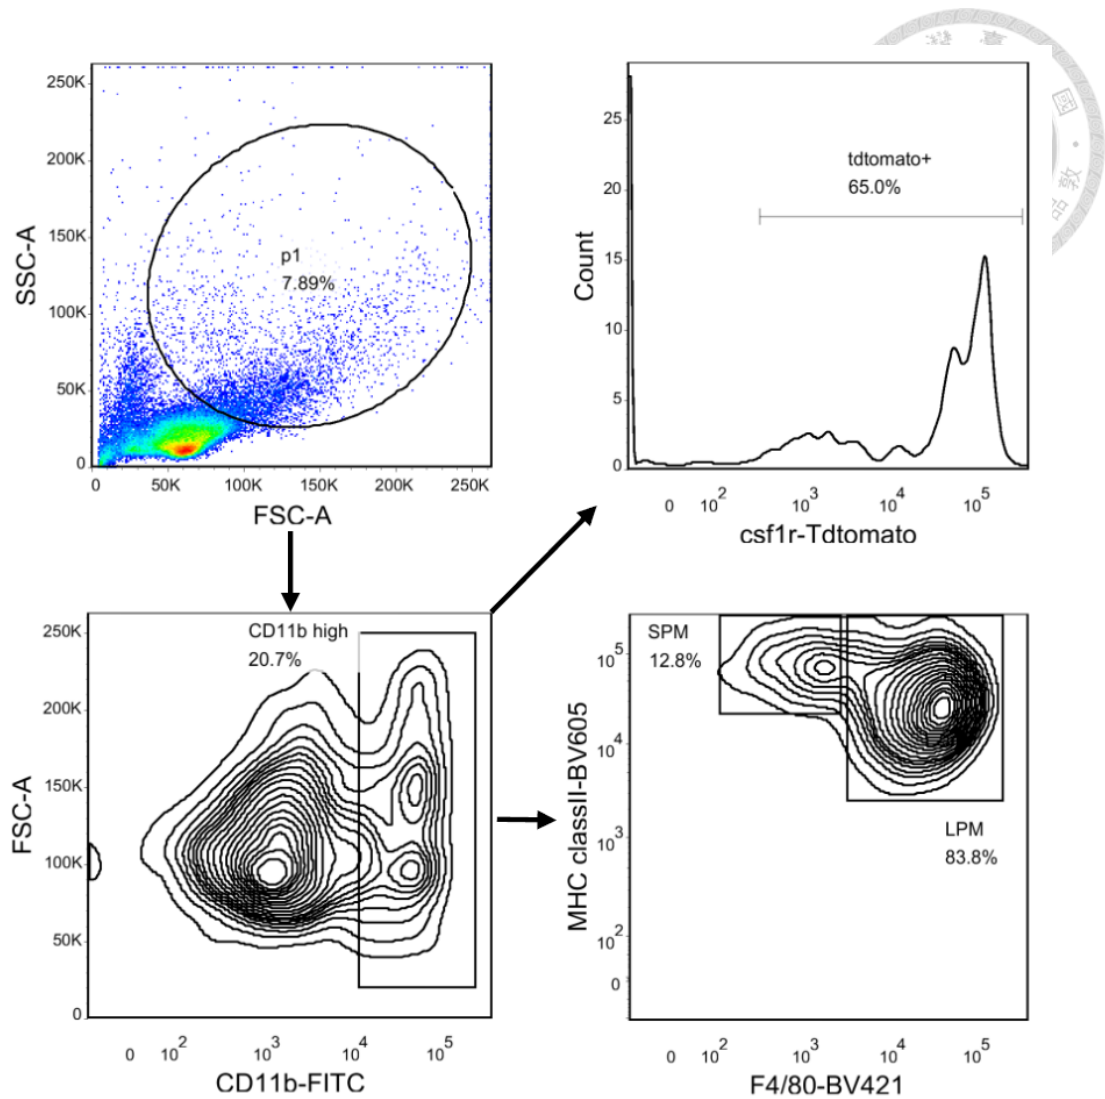 250K
200K
150K
100K
50K
0
SSC-A
p1
7.89%
0 50K 100K 150K 200K 250K
FSC-A
25
20
15
10
5
0
Count
tdtomato+
65.0%
0 10^2 10^3 10^4 10^5
csf1r-Tdtomato
250K
200K
150K
100K
50K
0
FSC-A
CD11b high
20.7%
0 10^2 10^3 10^4 10^5
CD11b-FITC
10^5
10^4
10^3
10^2
0
MHC classII-BV605
SPM
12.8%
LPM
83.8%
0 10^2 10^3 10^4 10^5
F4/80-BV421
臺
國
敦
品